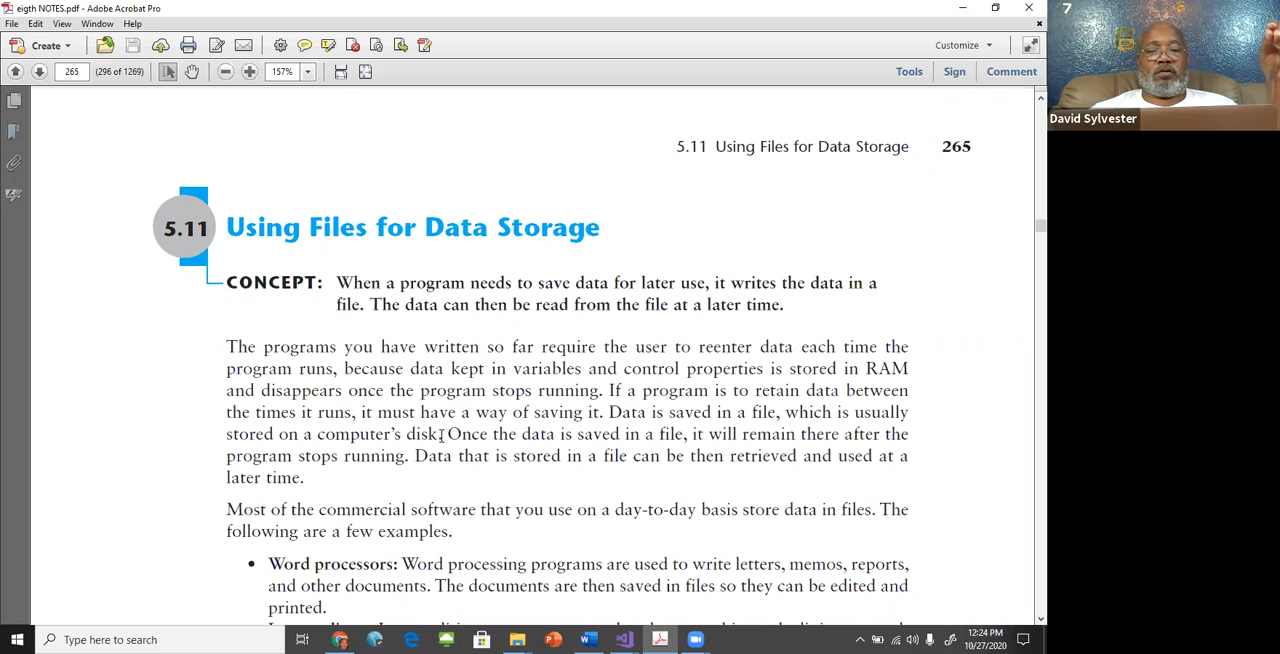 eigth NOTES.pdf - Adobe Acrobat Pro
File Edit View Window Help
Create
Customize
265 (296 of 1269) 157%
Tools Sign Comment
7
David Sylvester
5.11 Using Files for Data Storage 265
5.11 Using Files for Data Storage
CONCEPT: When a program needs to save data for later use, it writes the data in a
file. The data can then be read from the file at a later time.
The programs you have written so far require the user to reenter data each time the
program runs, because data kept in variables and control properties is stored in RAM
and disappears once the program stops running. If a program is to retain data between
the times it runs, it must have a way of saving it. Data is saved in a file, which is usually
stored on a computer's disk. Once the data is saved in a file, it will remain there after the
program stops running. Data that is stored in a file can be then retrieved and used at a
later time.
Most of the commercial software that you use on a day-to-day basis store data in files. The
following are a few examples.
• Word processors: Word processing programs are used to write letters, memos, reports,
and other documents. The documents are then saved in files so they can be edited and
printed.
Type here to search
12:24 PM
10/27/2020